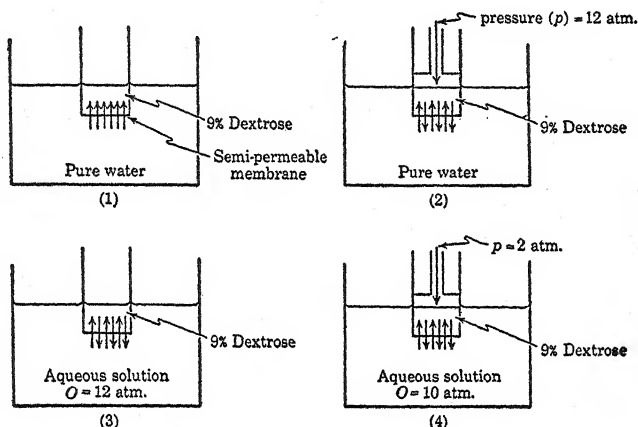 pressure (p) = 12 atm.
9% Dextrose
Semi-permeable
membrane
Pure water
(1)
9% Dextrose
Pure water
(2)
9% Dextrose
Aqueous solution
O = 12 atm.
(3)
p = 2 atm.
9% Dextrose
Aqueous solution
O = 10 atm.
(4)